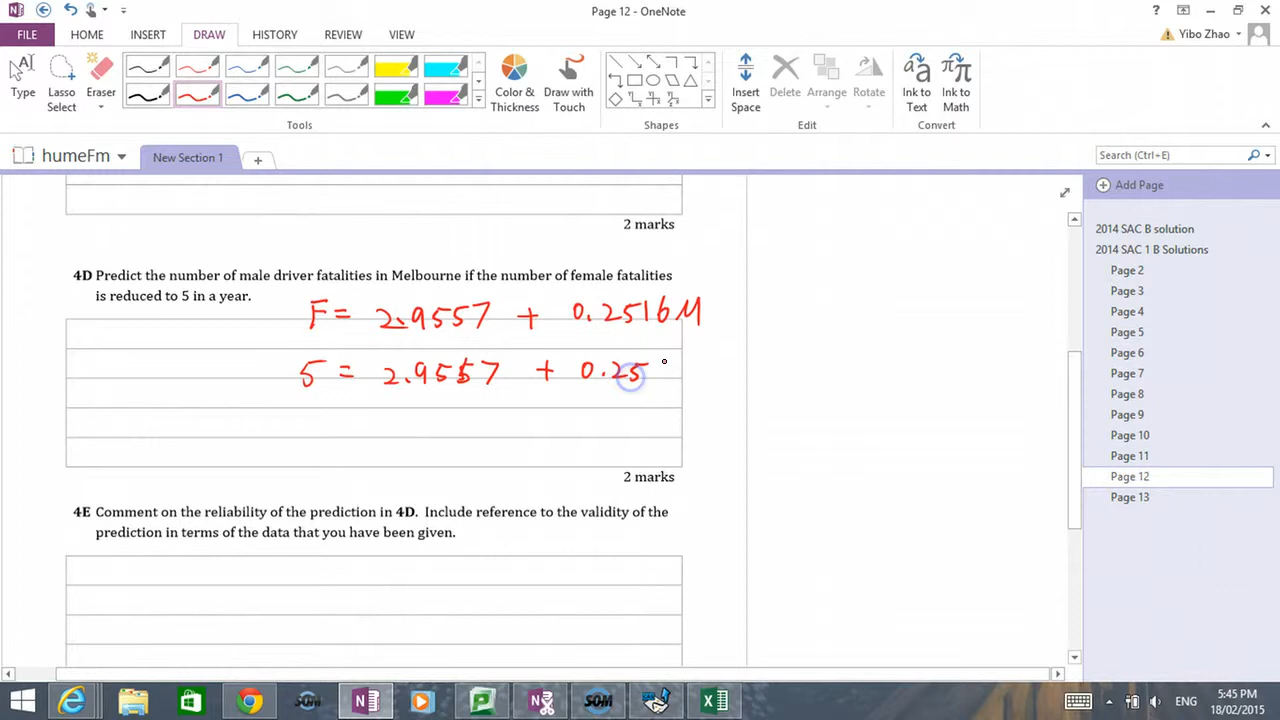 Page 12 - OneNote
?
FILE HOME INSERT DRAW HISTORY REVIEW VIEW
Yibo Zhao
Type
Lasso Select
Eraser
Color & Thickness
Draw with Touch
Insert Space
Delete
Arrange
Rotate
Ink to Text
Ink to Math
Tools
Shapes
Edit
Convert
humeFm
New Section 1
Search (Ctrl+E)
2 marks
4D Predict the number of male driver fatalities in Melbourne if the number of female fatalities
is reduced to 5 in a year.
F = 2.9557 + 0.2516M
5 = 2.9557 + 0.25
2 marks
4E Comment on the reliability of the prediction in 4D. Include reference to the validity of the
prediction in terms of the data that you have been given.
Add Page
2014 SAC B solution
2014 SAC 1 B Solutions
Page 2
Page 3
Page 4
Page 5
Page 6
Page 7
Page 8
Page 9
Page 10
Page 11
Page 12
Page 13
ENG
5:45 PM
18/02/2015